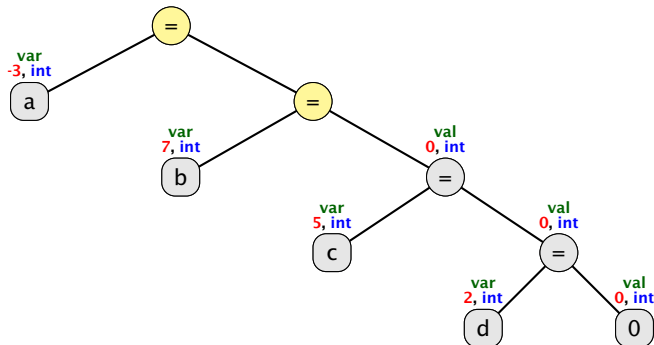 =
var
-3, int
a
=
var
7, int
b
val
0, int
=
var
5, int
c
val
0, int
=
var
2, int
d
val
0, int
0